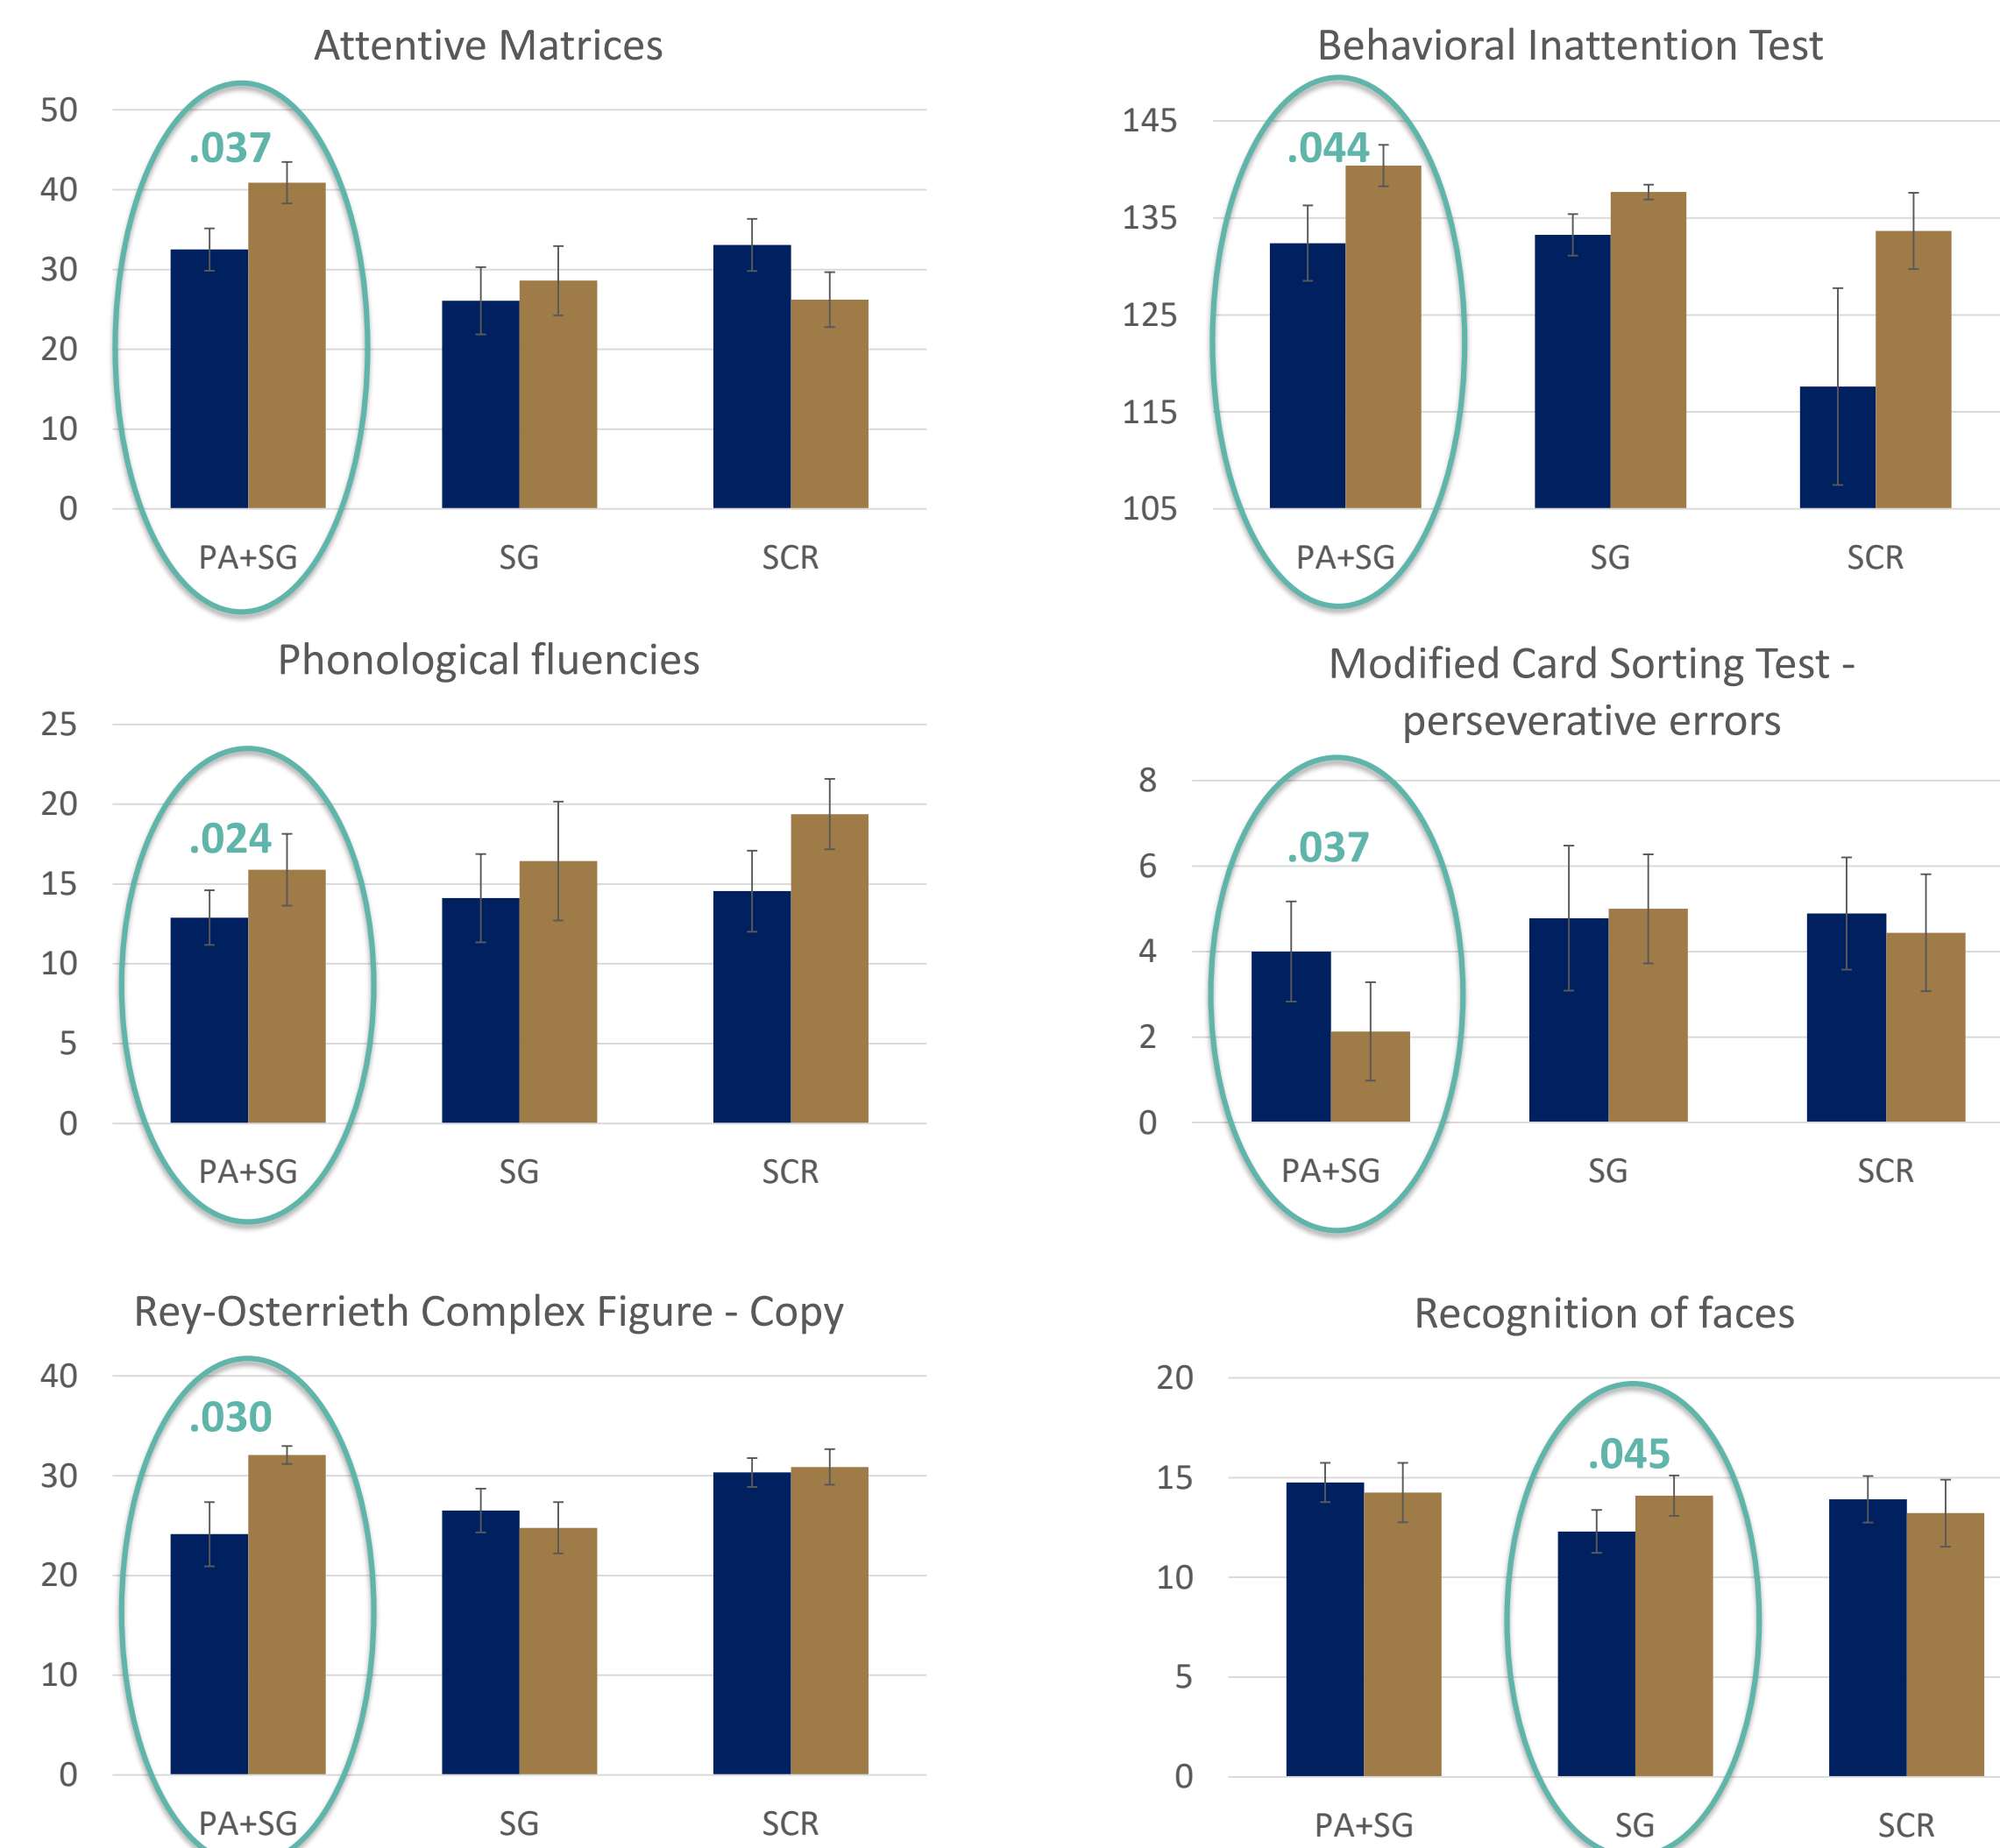 Attentive Matrices
50
40
30
20
10
0
.037
PA+SG SG SCR
Behavioral Inattention Test
145
135
125
115
105
.044
PA+SG SG SCR
Phonological fluencies
25
20
15
10
5
0
.024
PA+SG SG SCR
Modified Card Sorting Test -
perseverative errors
8
6
4
2
0
.037
PA+SG SG SCR
Rey-Osterrieth Complex Figure - Copy
40
30
20
10
0
.030
PA+SG SG SCR
Recognition of faces
20
15
10
5
0
.045
PA+SG SG SCR